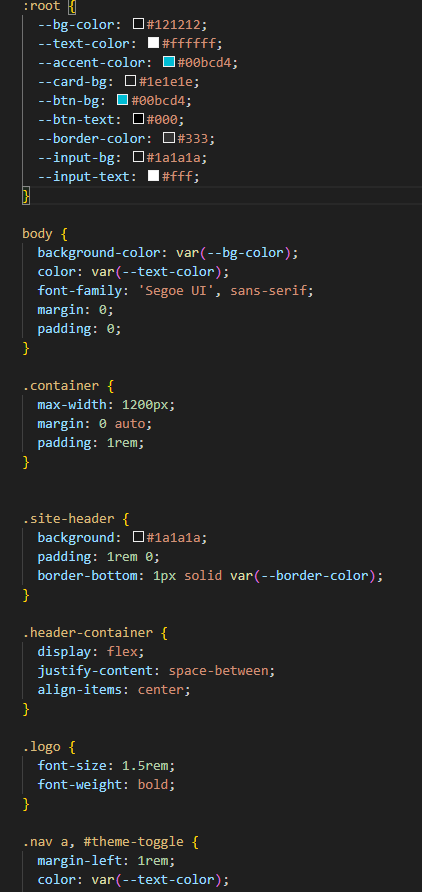 :root {
  --bg-color: #121212;
  --text-color: #ffffff;
  --accent-color: #00bcd4;
  --card-bg: #1e1e1e;
  --btn-bg: #00bcd4;
  --btn-text: #000;
  --border-color: #333;
  --input-bg: #1a1a1a;
  --input-text: #fff;
}

body {
  background-color: var(--bg-color);
  color: var(--text-color);
  font-family: 'Segoe UI', sans-serif;
  margin: 0;
  padding: 0;
}

.container {
  max-width: 1200px;
  margin: 0 auto;
  padding: 1rem;
}


.site-header {
  background: #1a1a1a;
  padding: 1rem 0;
  border-bottom: 1px solid var(--border-color);
}

.header-container {
  display: flex;
  justify-content: space-between;
  align-items: center;
}

.logo {
  font-size: 1.5rem;
  font-weight: bold;
}

.nav a, #theme-toggle {
  margin-left: 1rem;
  color: var(--text-color);